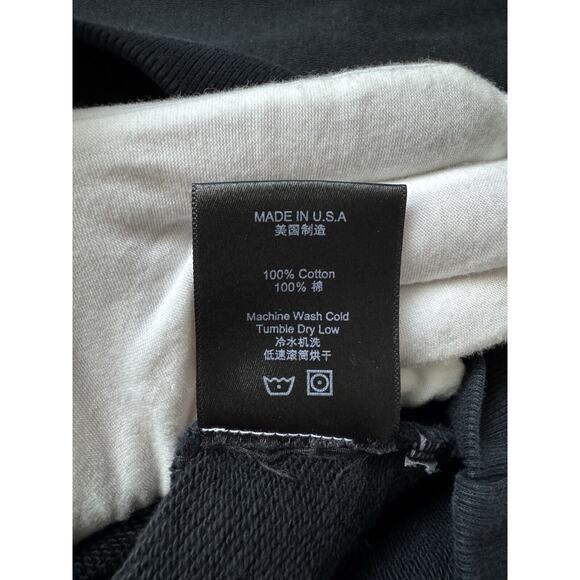 MADE IN U.S.A
美国制造
100% Cotton
100% 棉
Machine Wash Cold
Tumble Dry Low
冷水机洗
低速滚筒烘干